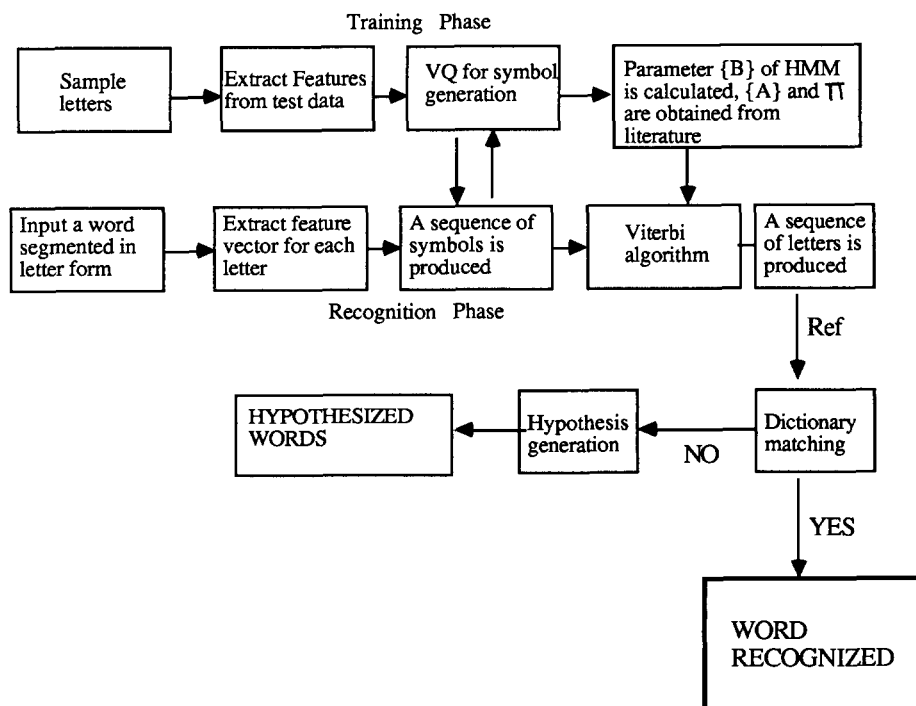 Training Phase
Sample
letters
Extract Features
from test data
VQ for symbol
generation
Parameter {B} of HMM
is calculated, {A} and π
are obtained from
literature
Input a word
segmented in
letter form
Extract feature
vector for each
letter
A sequence of
symbols is
produced
Viterbi
algorithm
A sequence
of letters is
produced
Recognition Phase
Ref
HYPOTHESIZED
WORDS
Hypothesis
generation
NO
Dictionary
matching
YES
WORD
RECOGNIZED